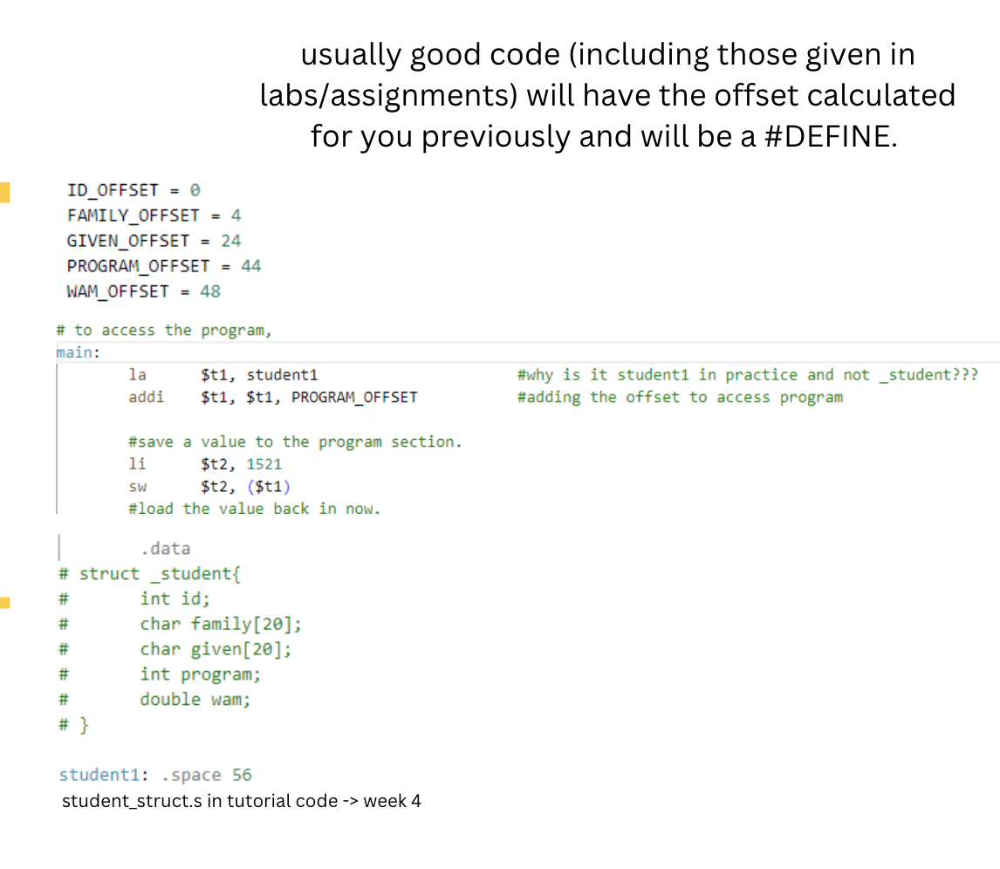 usually good code (including those given in
labs/assignments) will have the offset calculated
for you previously and will be a #DEFINE.
ID_OFFSET = 0
FAMILY_OFFSET = 4
GIVEN_OFFSET = 24
PROGRAM_OFFSET = 44
WAM_OFFSET = 48
# to access the program,
main:
la $t1, student1 #why is it student1 in practice and not _student???
addi $t1, $t1, PROGRAM_OFFSET #adding the offset to access program
#save a value to the program section.
li $t2, 1521
sw $t2, ($t1)
#load the value back in now.
.data
# struct _student{
# int id;
# char family[20];
# char given[20];
# int program;
# double wam;
# }
student1: .space 56
student_struct.s in tutorial code -> week 4